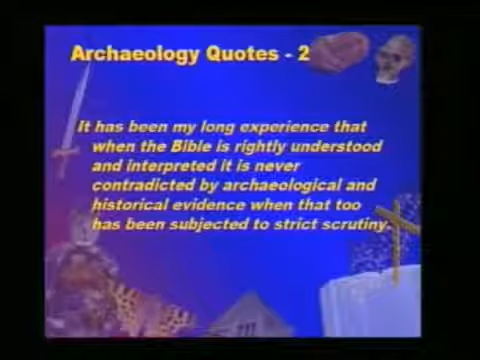 Archaeology Quotes - 2
It has been my long experience that
when the Bible is rightly understood
and interpreted it is never
contradicted by archaeological and
historical evidence when that too
has been subjected to strict scrutiny.